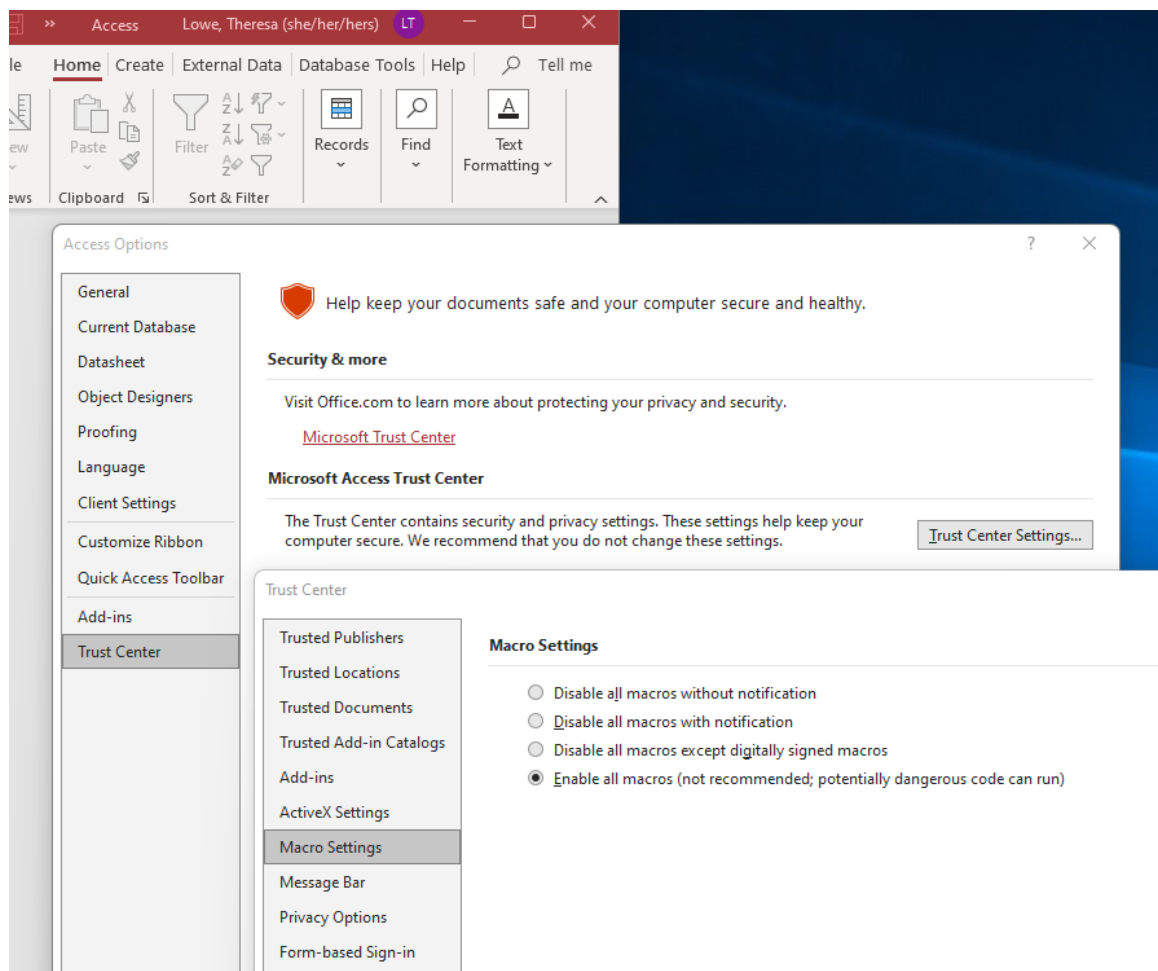 » Access Lowe, Theresa (she/her/hers) LT
le Home Create External Data Database Tools Help Tell me
ew Paste Filter Records Find Text
Formatting
ews Clipboard Sort & Filter
Access Options ?
General
Current Database
Datasheet
Object Designers
Proofing
Language
Client Settings
Customize Ribbon
Quick Access Toolbar
Add-ins
Trust Center
Help keep your documents safe and your computer secure and healthy.
Security & more
Visit Office.com to learn more about protecting your privacy and security.
Microsoft Trust Center
Microsoft Access Trust Center
The Trust Center contains security and privacy settings. These settings help keep your
computer secure. We recommend that you do not change these settings.
Trust Center Settings...
Trust Center
Trusted Publishers
Trusted Locations
Trusted Documents
Trusted Add-in Catalogs
Add-ins
ActiveX Settings
Macro Settings
Message Bar
Privacy Options
Form-based Sign-in
Macro Settings
Disable all macros without notification
Disable all macros with notification
Disable all macros except digitally signed macros
Enable all macros (not recommended; potentially dangerous code can run)